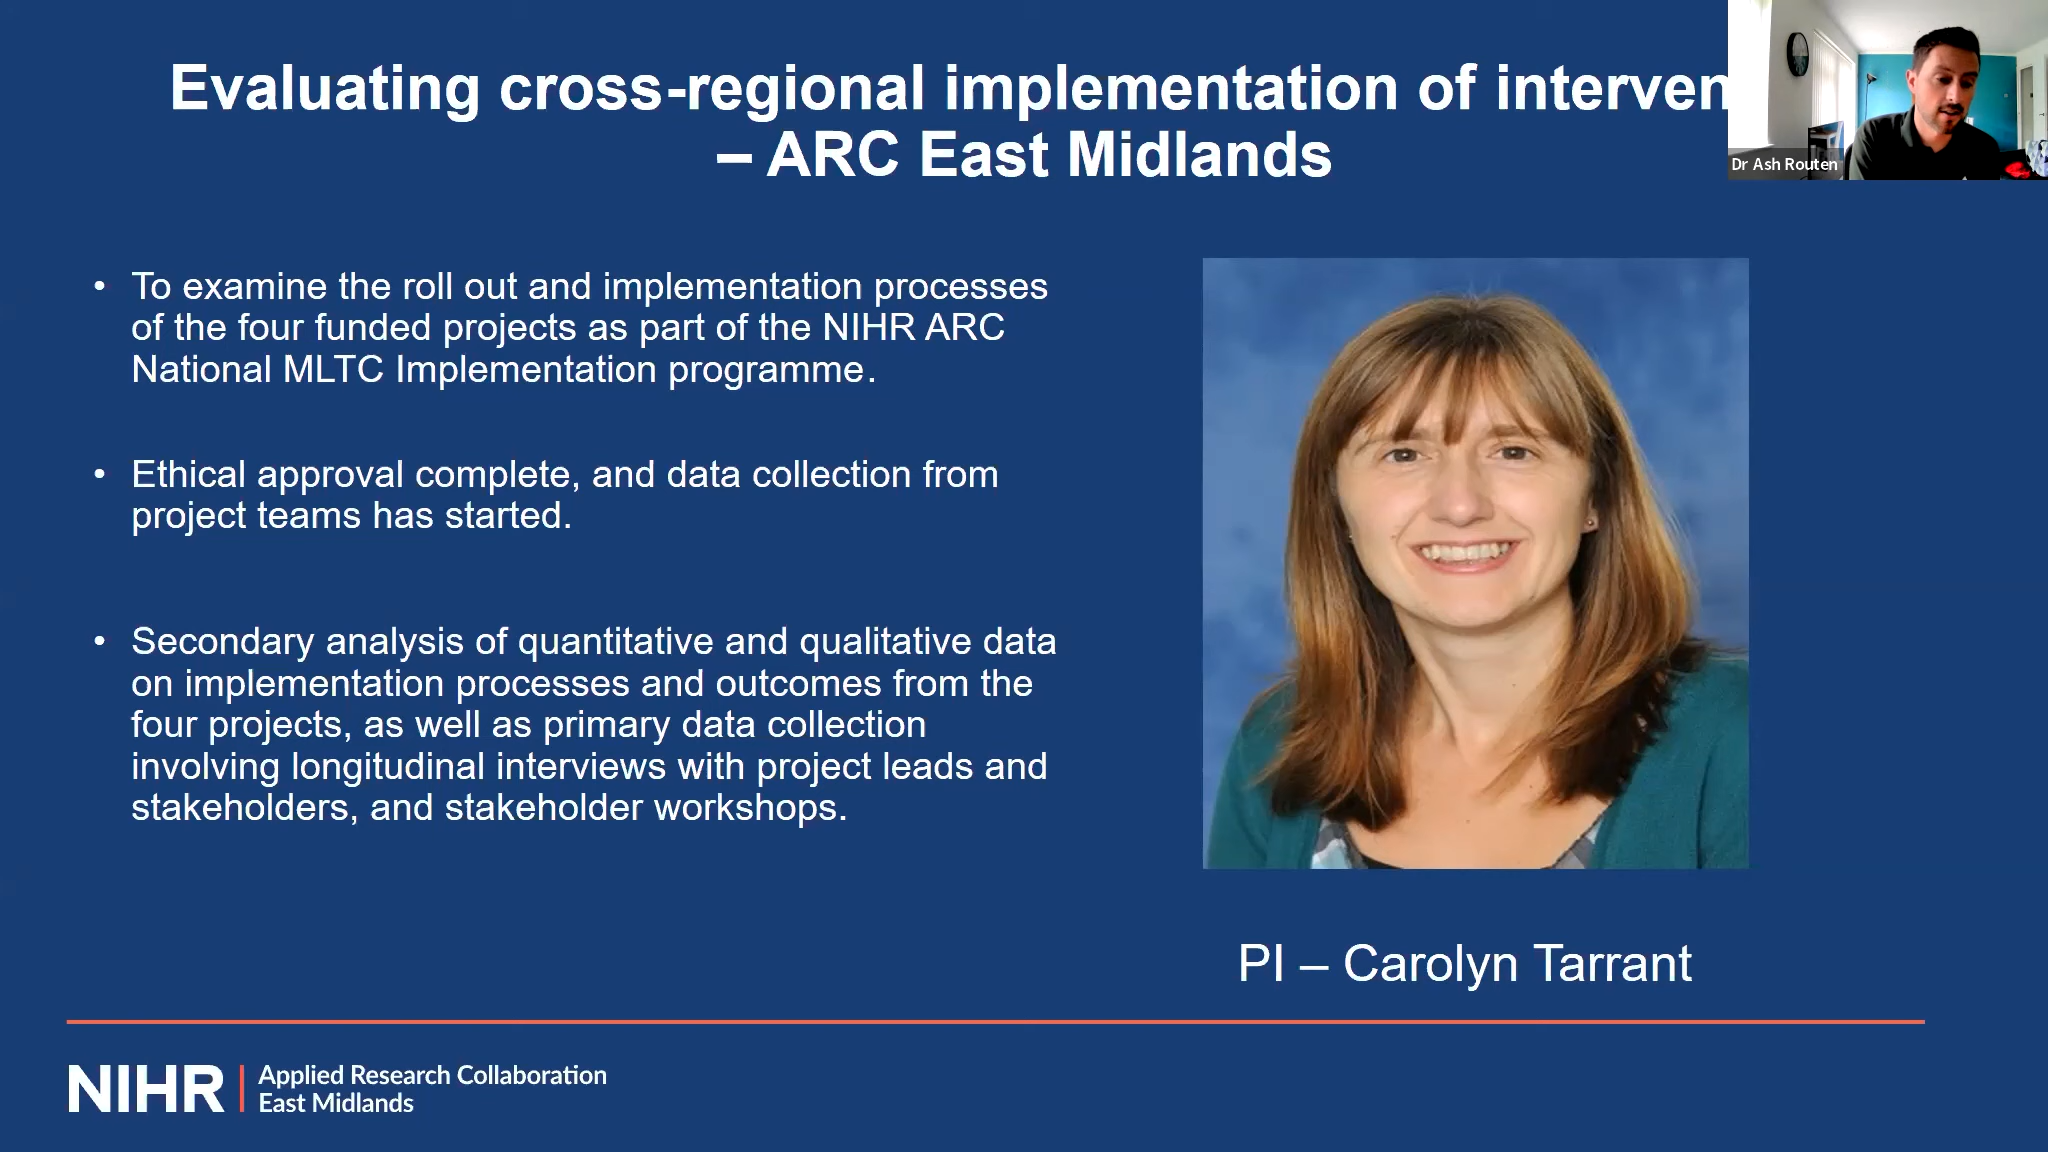 Evaluating cross-regional implementation of interven
– ARC East Midlands
Dr Ash Routen
• To examine the roll out and implementation processes
of the four funded projects as part of the NIHR ARC
National MLTC Implementation programme.
• Ethical approval complete, and data collection from
project teams has started.
• Secondary analysis of quantitative and qualitative data
on implementation processes and outcomes from the
four projects, as well as primary data collection
involving longitudinal interviews with project leads and
stakeholders, and stakeholder workshops.
PI – Carolyn Tarrant
NIHR | Applied Research Collaboration
East Midlands